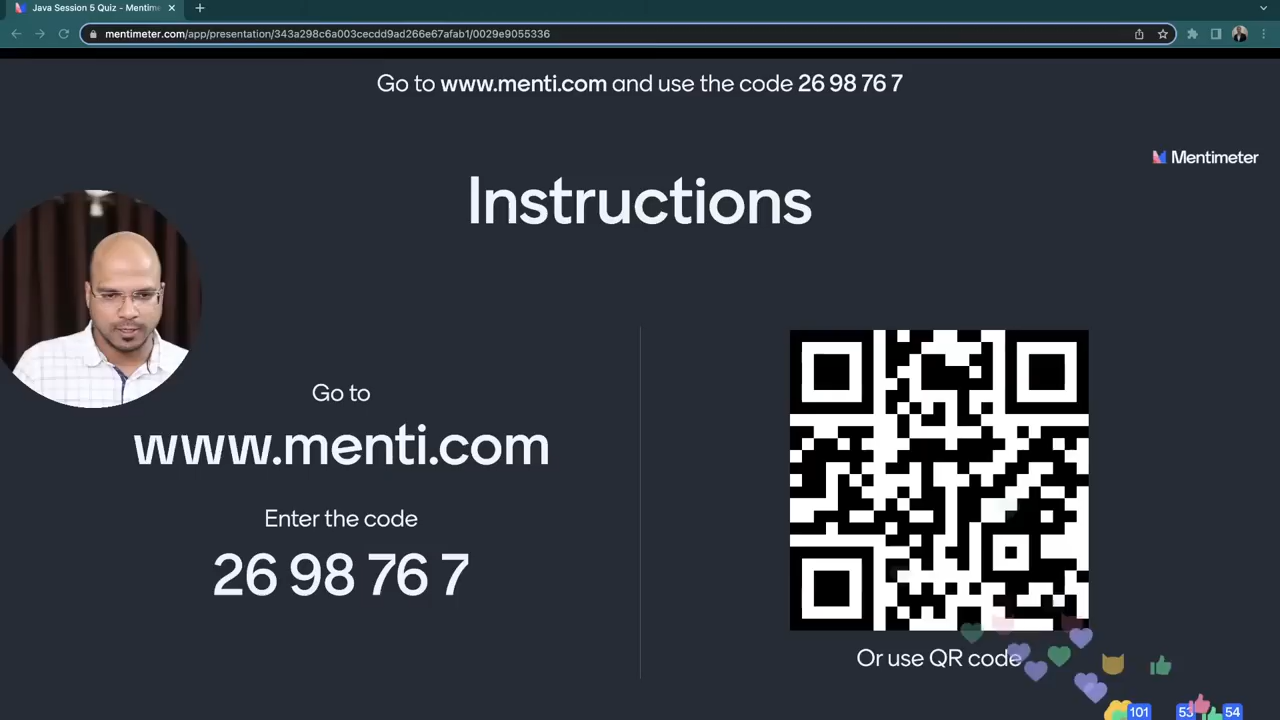 Java Session 5 Quiz - Mentim
mentimeter.com/app/presentation/343a298c6a003cecdd9ad266e67afab1/0029e9055336
Go to www.menti.com and use the code 26 98 76 7
Mentimeter
Instructions
Go to
www.menti.com
Enter the code
26 98 76 7
Or use QR code
101
53
54